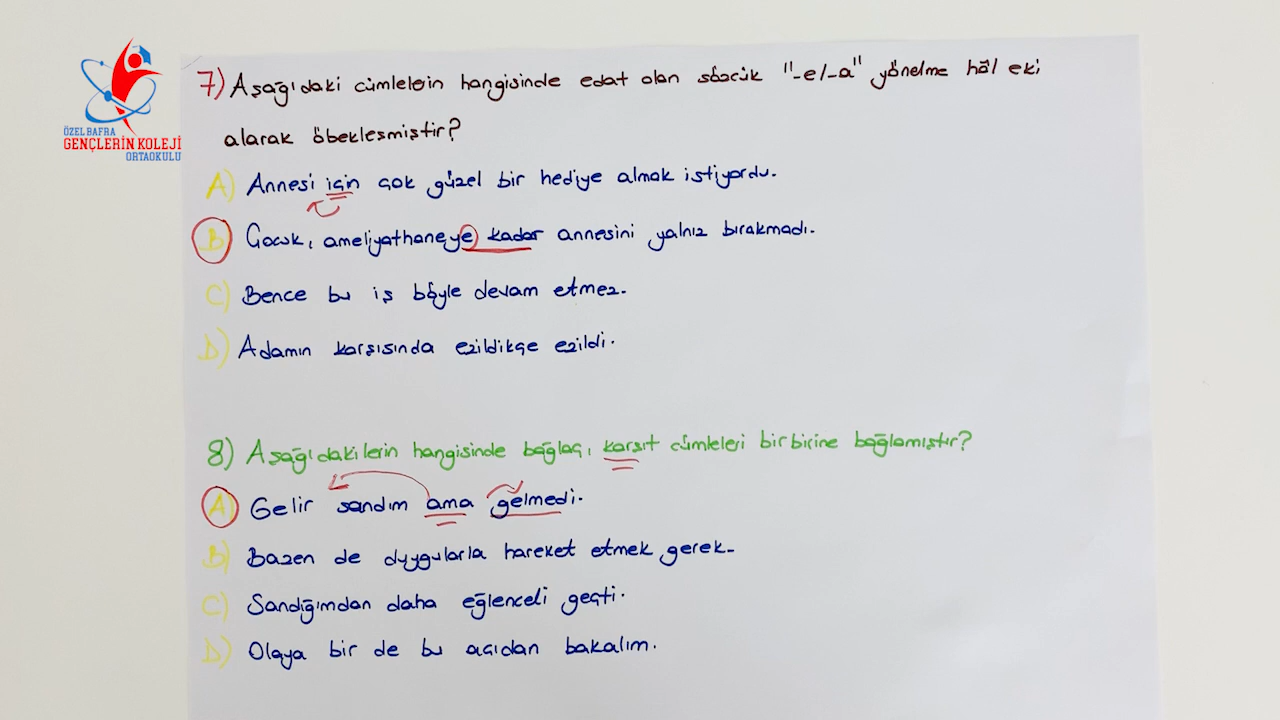 ÖZEL BAFRA
GENÇLERİN KOLEJİ
ORTAOKULU
7) Aşağıdaki cümlelerin hangisinde edat olan sözcük "-e/-a" yönelme hâl eki
alarak öbekleşmiştir?
A) Annesi için çok güzel bir hediye almak istiyordu.
B) Çocuk, ameliyathaneye kadar annesini yalnız bırakmadı.
C) Bence bu iş böyle devam etmez.
D) Adamın karşısında ezildikçe ezildi.
8) Aşağıdakilerin hangisinde bağlaç, karşıt cümleleri birbirine bağlamıştır?
A) Gelir sandım ama gelmedi.
B) Bazen de duygularla hareket etmek gerek.
C) Sandığımdan daha eğlenceli geçti.
D) Olaya bir de bu açıdan bakalım.